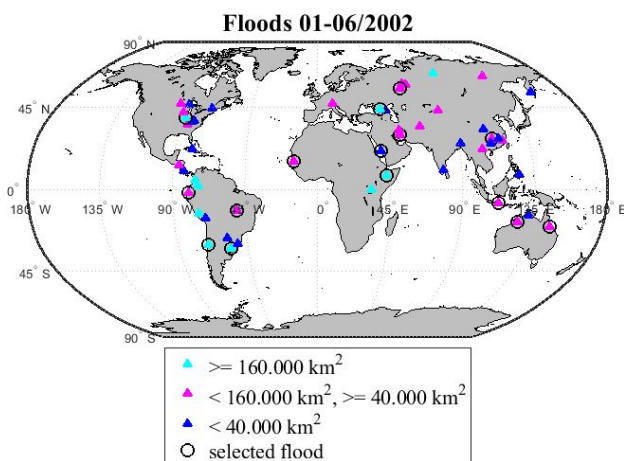 Floods 01-06/2002
90° N
45° N
0°
180° W 135° W 90° W 45° W 0 45° E 90° E 135° E 180° E
45° S
90° S
>= 160.000 km²
< 160.000 km², >= 40.000 km²
< 40.000 km²
selected flood